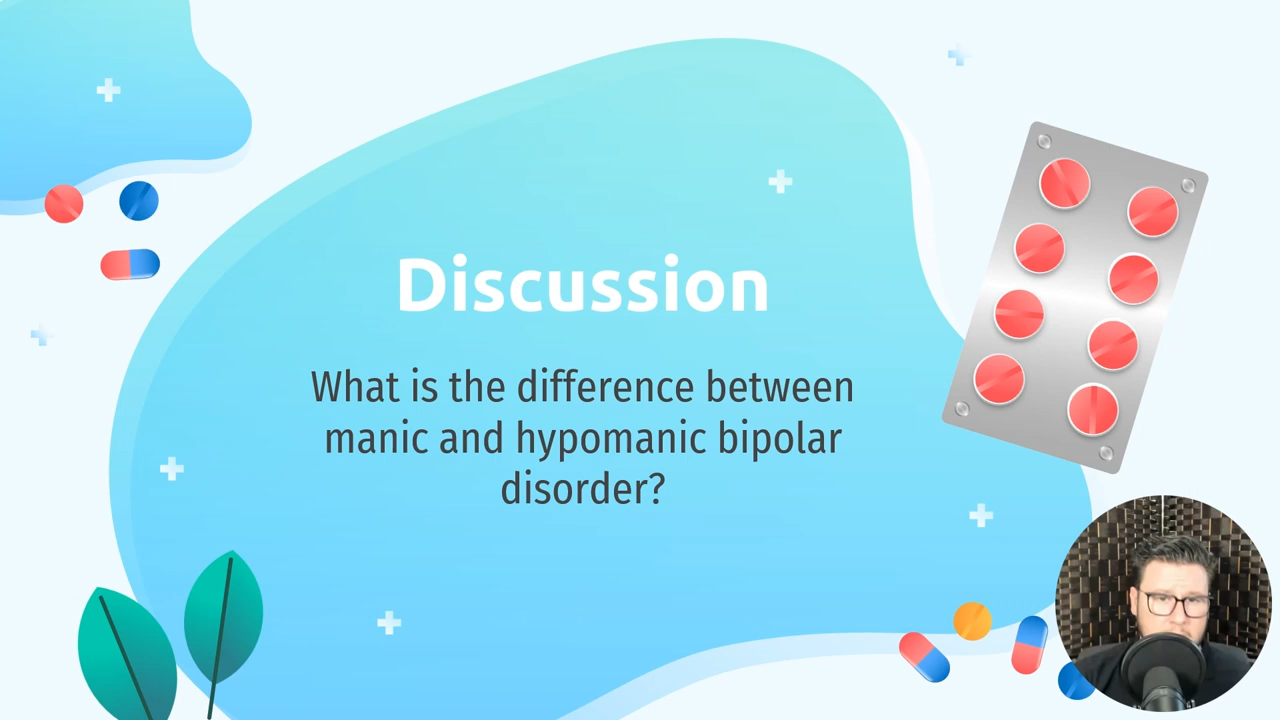 Discussion
What is the difference between
manic and hypomanic bipolar
disorder?